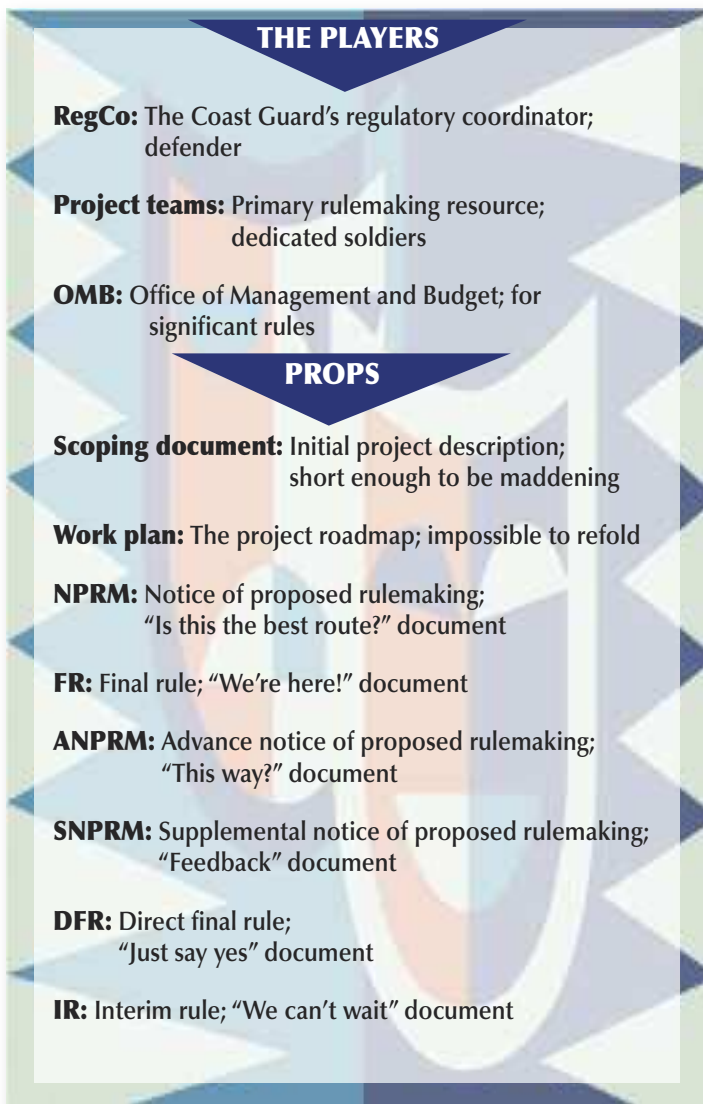 THE PLAYERS
RegCo: The Coast Guard’s regulatory coordinator;
defender
Project teams: Primary rulemaking resource;
dedicated soldiers
OMB: Office of Management and Budget; for
significant rules
PROPS
Scoping document: Initial project description;
short enough to be maddening
Work plan: The project roadmap; impossible to refold
NPRM: Notice of proposed rulemaking;
“Is this the best route?” document
FR: Final rule; “We’re here!” document
ANPRM: Advance notice of proposed rulemaking;
“This way?” document
SNPRM: Supplemental notice of proposed rulemaking;
“Feedback” document
DFR: Direct final rule;
“Just say yes” document
IR: Interim rule; “We can’t wait” document